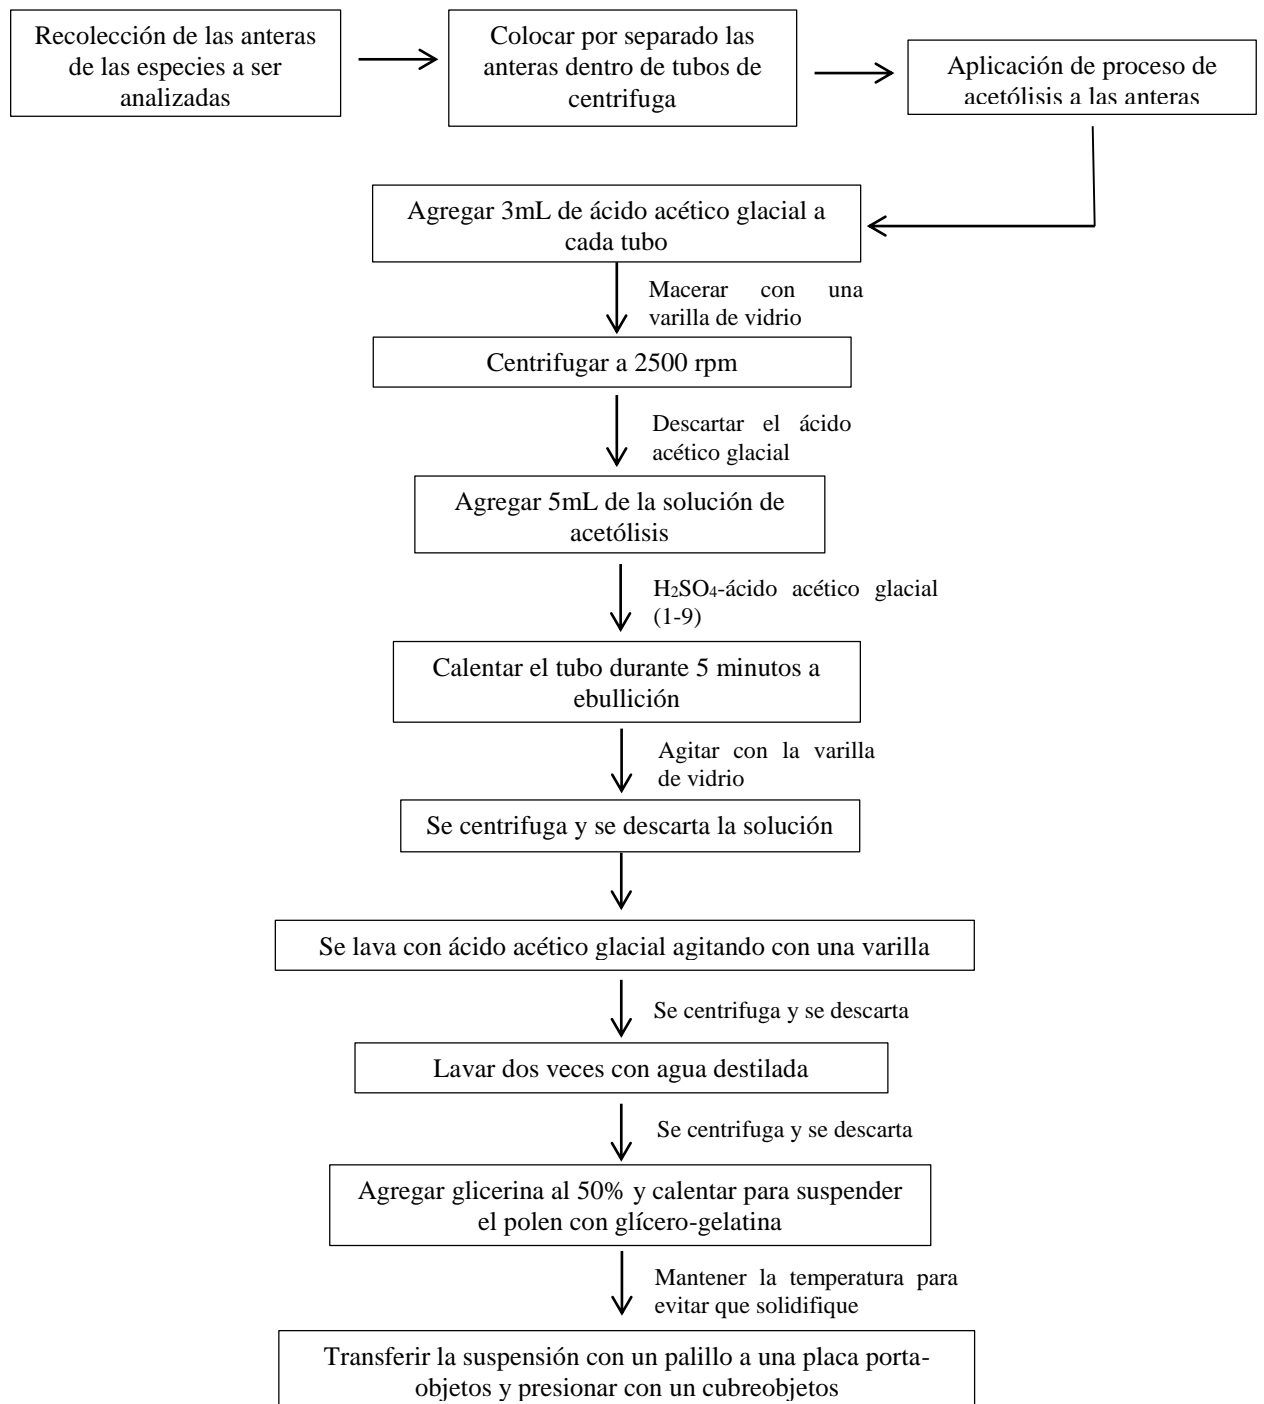 Recolección de las anteras
de las especies a ser
analizadas
Colocar por separado las
anteras dentro de tubos de
centrifuga
Aplicación de proceso de
acetólisis a las anteras
Agregar 3mL de ácido acético glacial a
cada tubo
Macerar con una
varilla de vidrio
Centrifugar a 2500 rpm
Descartar el ácido
acético glacial
Agregar 5mL de la solución de
acetólisis
H₂SO₄-ácido acético glacial
(1-9)
Calentar el tubo durante 5 minutos a
ebullición
Agitar con la varilla
de vidrio
Se centrifuga y se descarta la solución
Se lava con ácido acético glacial agitando con una varilla
Se centrifuga y se descarta
Lavar dos veces con agua destilada
Se centrifuga y se descarta
Agregar glicerina al 50% y calentar para suspender
el polen con glícero-gelatina
Mantener la temperatura para
evitar que solidifique
Transferir la suspensión con un palillo a una placa porta-
objetos y presionar con un cubreobjetos